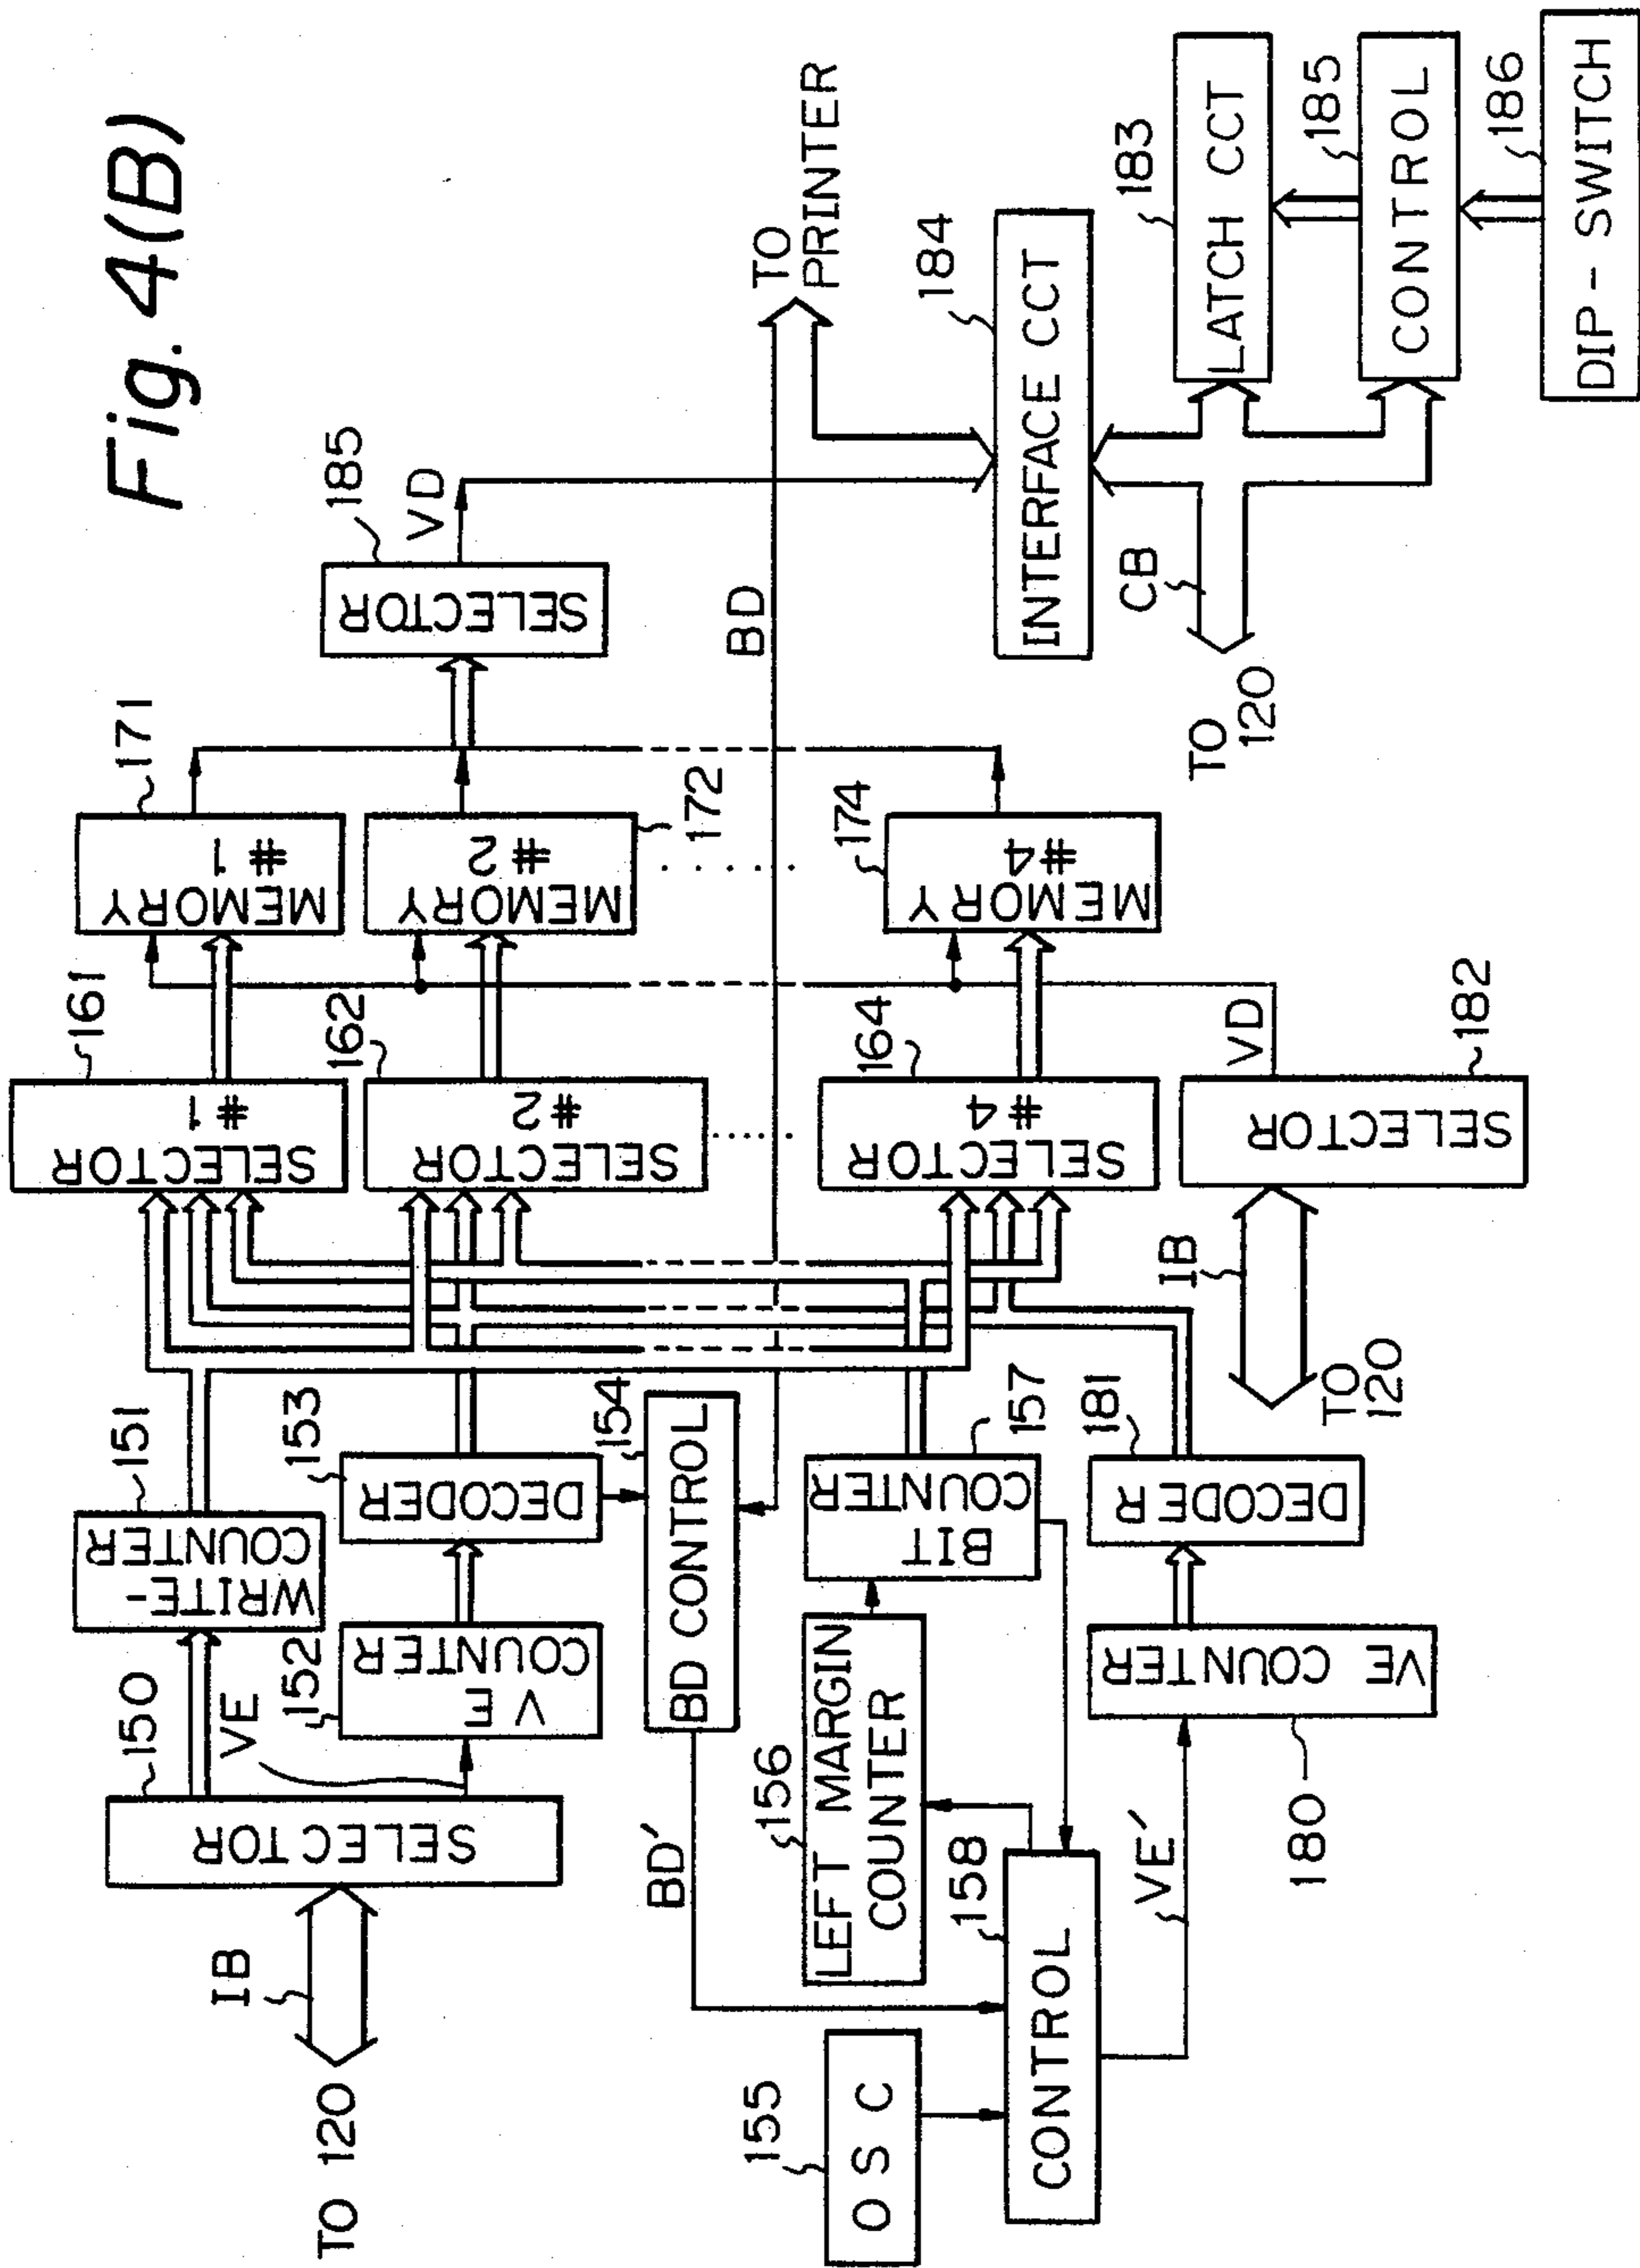 Fig. 4(B)
TO 120
IB
150
SELECTOR
VE
151
WRITE-
COUNTER
152
VE
COUNTER
153
DECODER
154
BD CONTROL
BD'
155
OSC
156
LEFT MARGIN
COUNTER
157
BIT
COUNTER
158
CONTROL
VE'
180
VE COUNTER
181
DECODER
161
SELECTOR
#1
162
SELECTOR
#2
164
SELECTOR
#4
TO
120
IB
182
SELECTOR
VD
171
MEMORY
#1
172
MEMORY
#2
174
MEMORY
#4
185
SELECTOR
VD
BD
TO
PRINTER
184
INTERFACE CCT
CB
TO
120
183
LATCH CCT
185
CONTROL
186
DIP-SWITCH